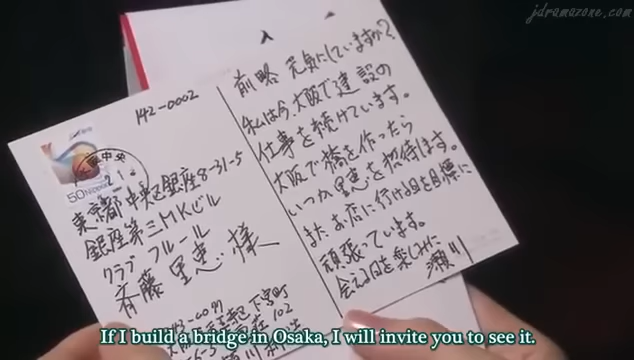 jdramazone.com
142-0002
50 NIPPON
東京都中央区銀座8-31-5
銀座第三MKビル
クラブ フルール
斉藤里恵様
前略 元気にしていますか?
私は今、大阪で建設の
仕事を続けています。
大阪で橋を作ったら
いつか里恵を招待します。
また、お店に行ける日を目標に
頑張っています。
会える日を楽しみに
瀬川
102
If I build a bridge in Osaka, I will invite you to see it.